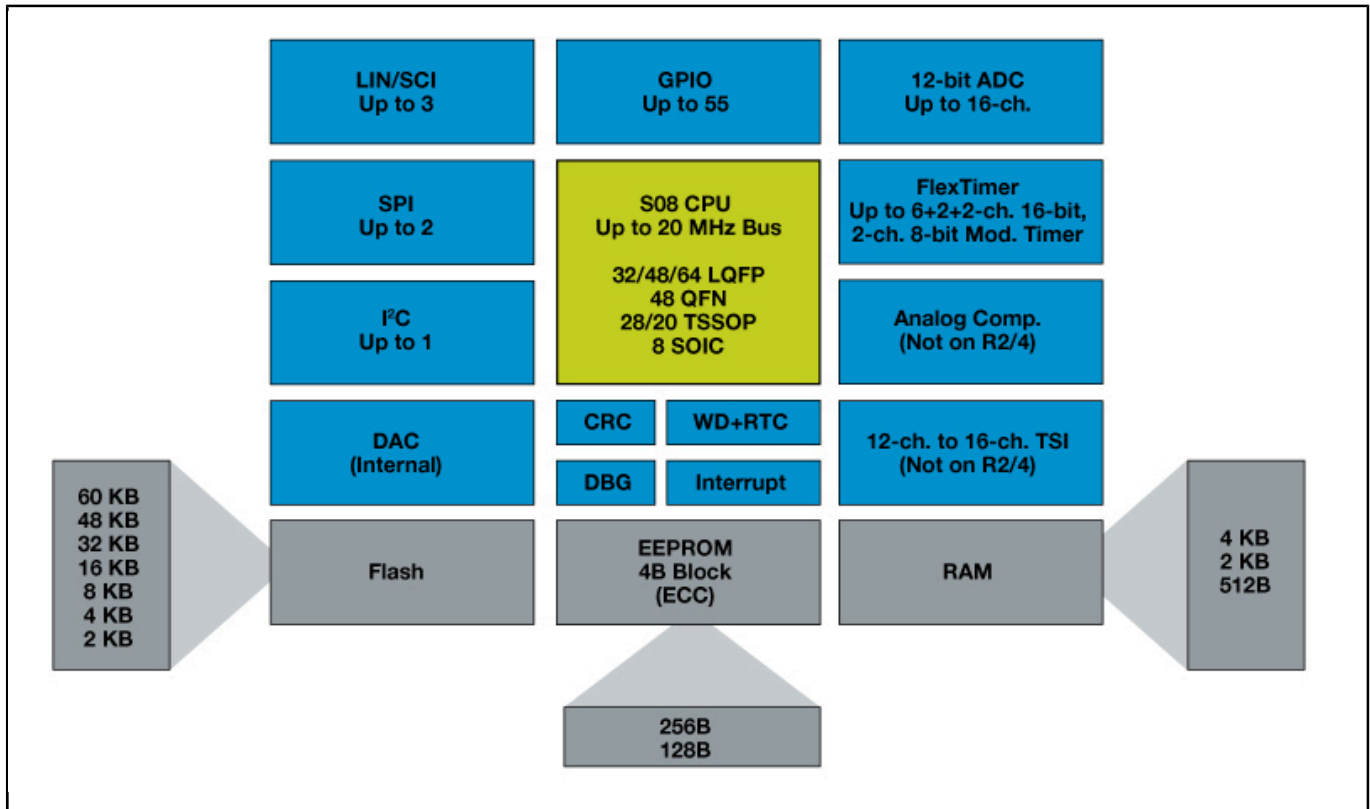 LIN/SCI
Up to 3
GPIO
Up to 55
12-bit ADC
Up to 16-ch.
SPI
Up to 2
S08 CPU
Up to 20 MHz Bus
32/48/64 LQFP
48 QFN
28/20 TSSOP
8 SOIC
FlexTimer
Up to 6+2+2-ch. 16-bit,
2-ch. 8-bit Mod. Timer
I²C
Up to 1
Analog Comp.
(Not on R2/4)
DAC
(Internal)
CRC
WD+RTC
DBG
Interrupt
12-ch. to 16-ch. TSI
(Not on R2/4)
60 KB
48 KB
32 KB
16 KB
8 KB
4 KB
2 KB
Flash
EEPROM
4B Block
(ECC)
RAM
4 KB
2 KB
512B
256B
128B